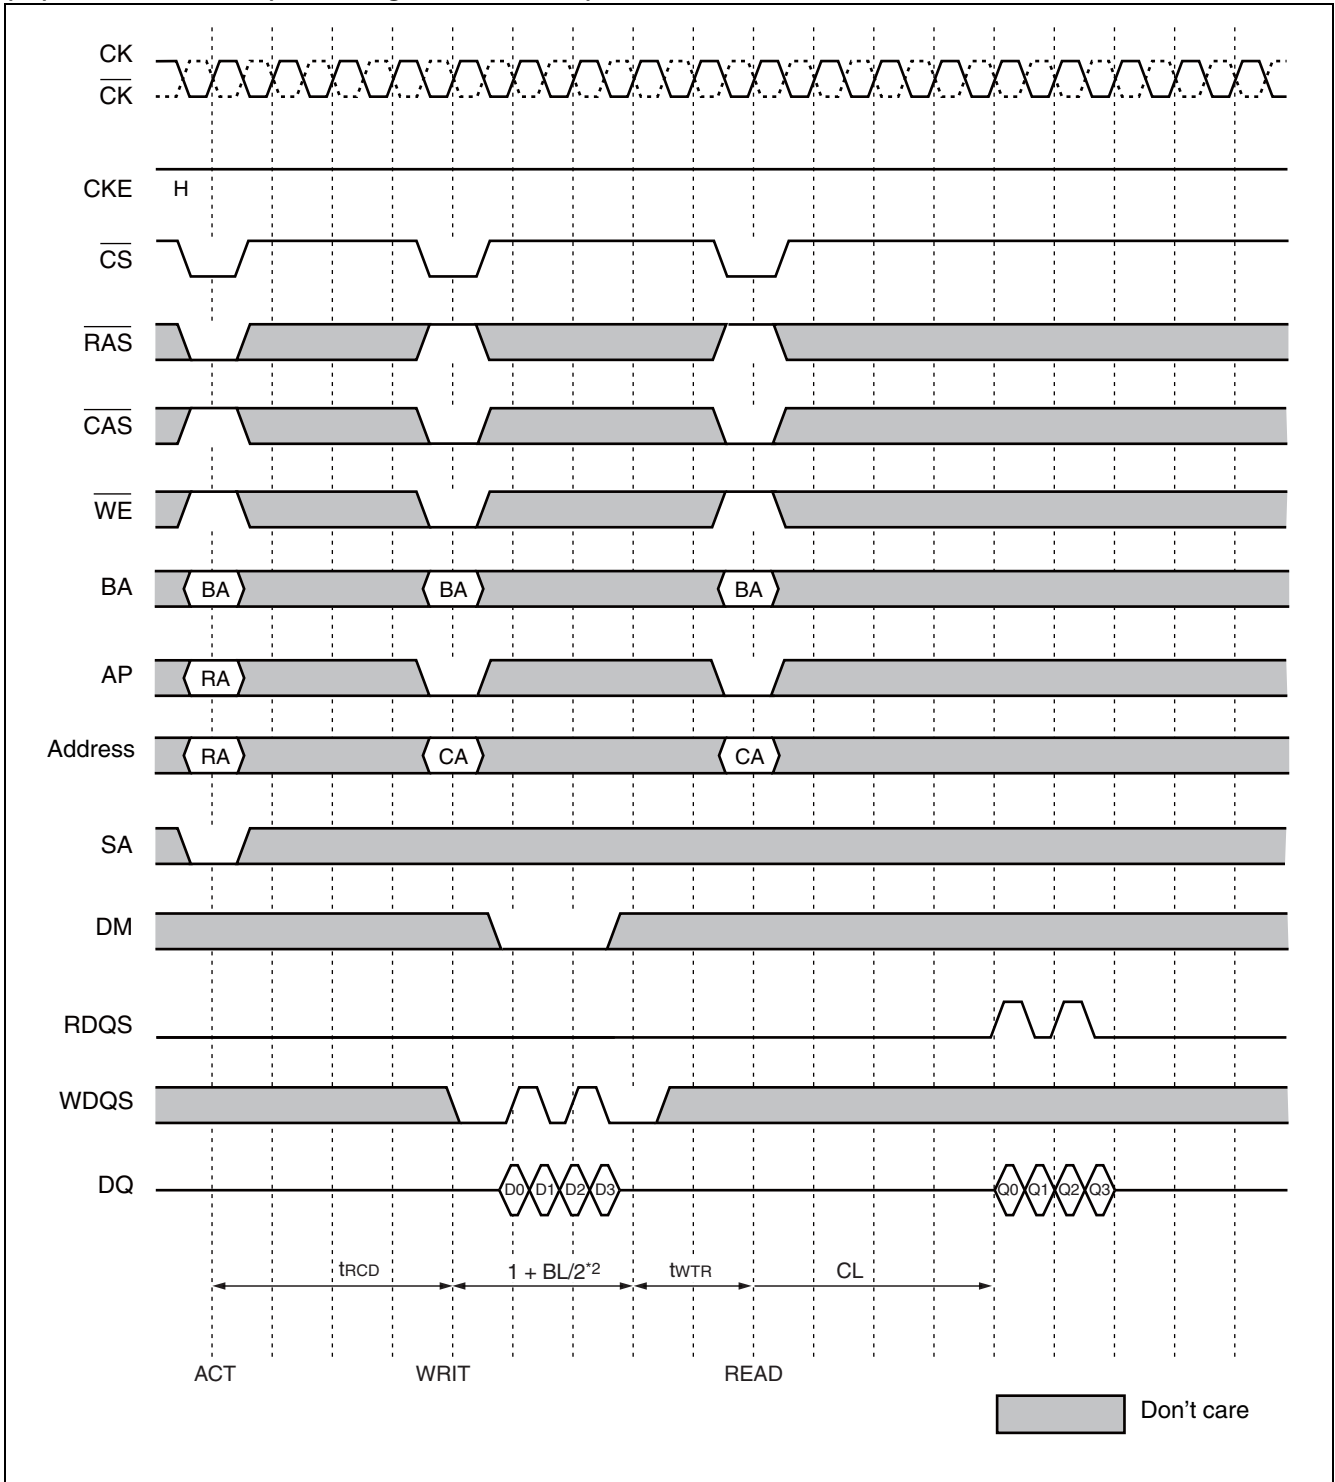 CK
CK
CKE H
CS
RAS
CAS
WE
BA BA BA BA
AP RA
Address RA CA CA
SA
DM
RDQS
WDQS
DQ D0 D1 D2 D3 Q0 Q1 Q2 Q3
tRCD 1 + BL/2*2 tWTR CL
ACT WRIT READ
Don't care